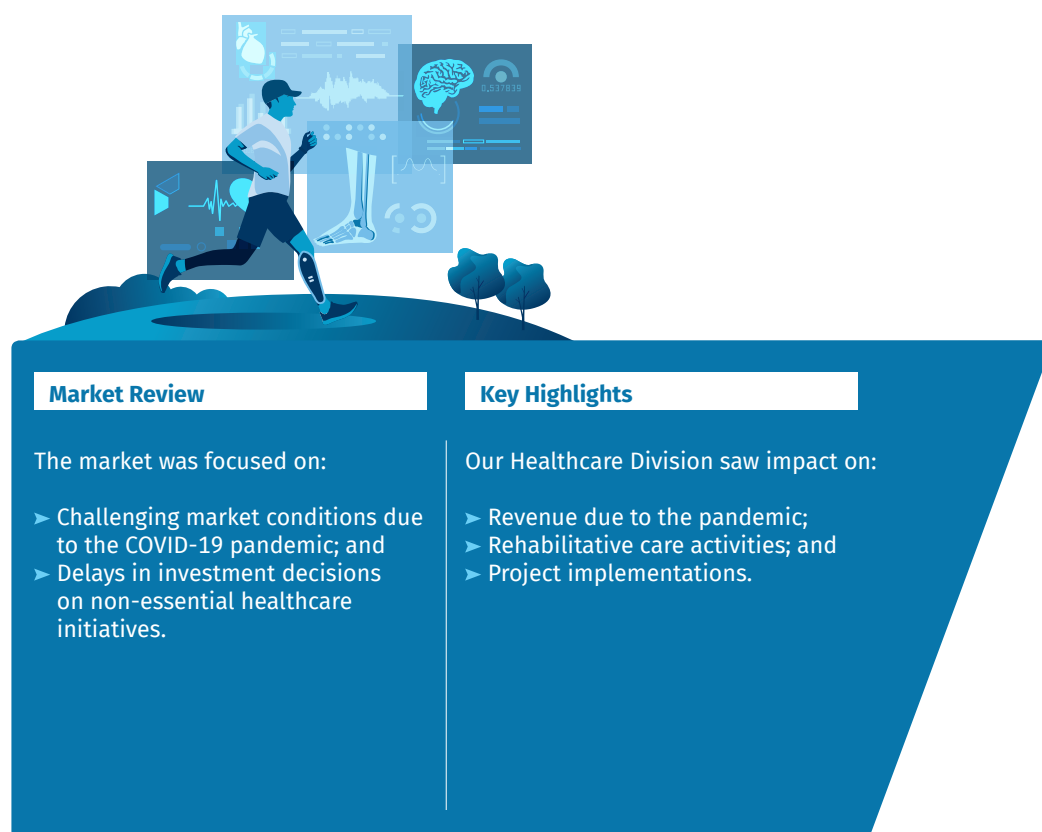 0,537839
Market Review
The market was focused on:
➤ Challenging market conditions due
to the COVID-19 pandemic; and
➤ Delays in investment decisions
on non-essential healthcare
initiatives.
Key Highlights
Our Healthcare Division saw impact on:
➤ Revenue due to the pandemic;
➤ Rehabilitative care activities; and
➤ Project implementations.